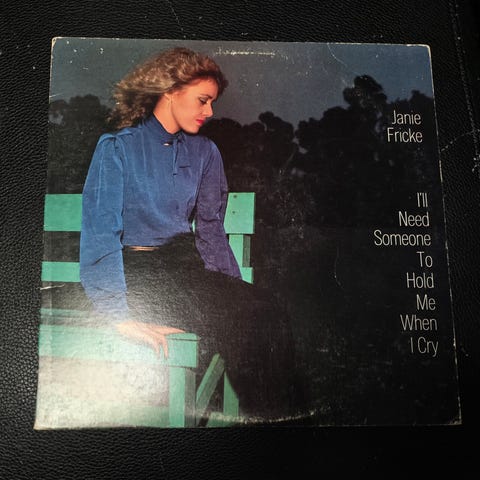 Janie
Fricke
I'll
Need
Someone
To
Hold
Me
When
I Cry